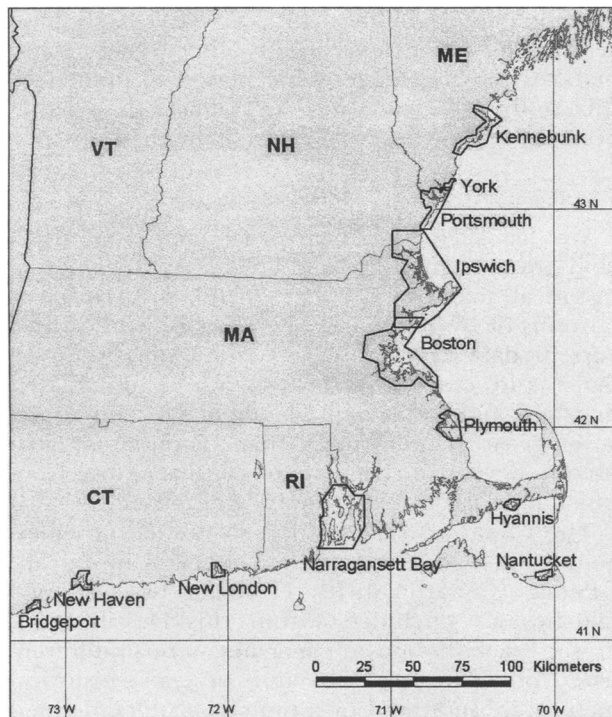 ME
Kennebunk
VT
NH
York
43 N
Portsmouth
Ipswich
MA
Boston
42 N
Plymouth
CT
RI
Hyannis
Narragansett Bay
Nantucket
New London
New Haven
Bridgeport
41 N
0 25 50 75 100 Kilometers
73 W
72 W
71 W
70 W